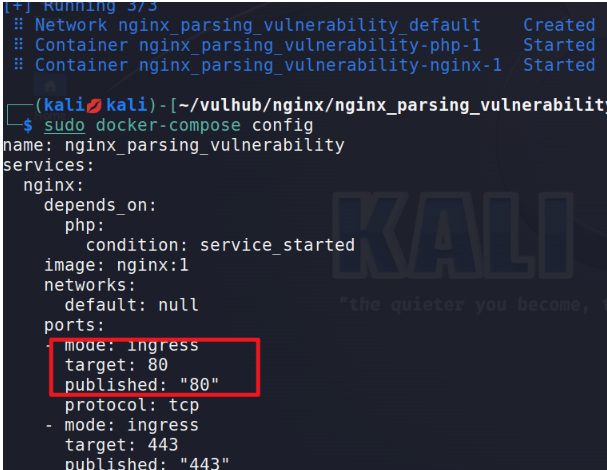 [+] Running 3/3
⠿ Network nginx_parsing_vulnerability_default Created
⠿ Container nginx_parsing_vulnerability-php-1 Started
⠿ Container nginx_parsing_vulnerability-nginx-1 Started
┌──(kali💋kali)-[~/vulhub/nginx/nginx_parsing_vulnerability
└─$ sudo docker-compose config
name: nginx_parsing_vulnerability
services:
  nginx:
    depends_on:
      php:
        condition: service_started
    image: nginx:1
    networks:
      default: null
    ports:
    - mode: ingress
      target: 80
      published: "80"
      protocol: tcp
    - mode: ingress
      target: 443
      published: "443"
KALI
"the quieter you become,